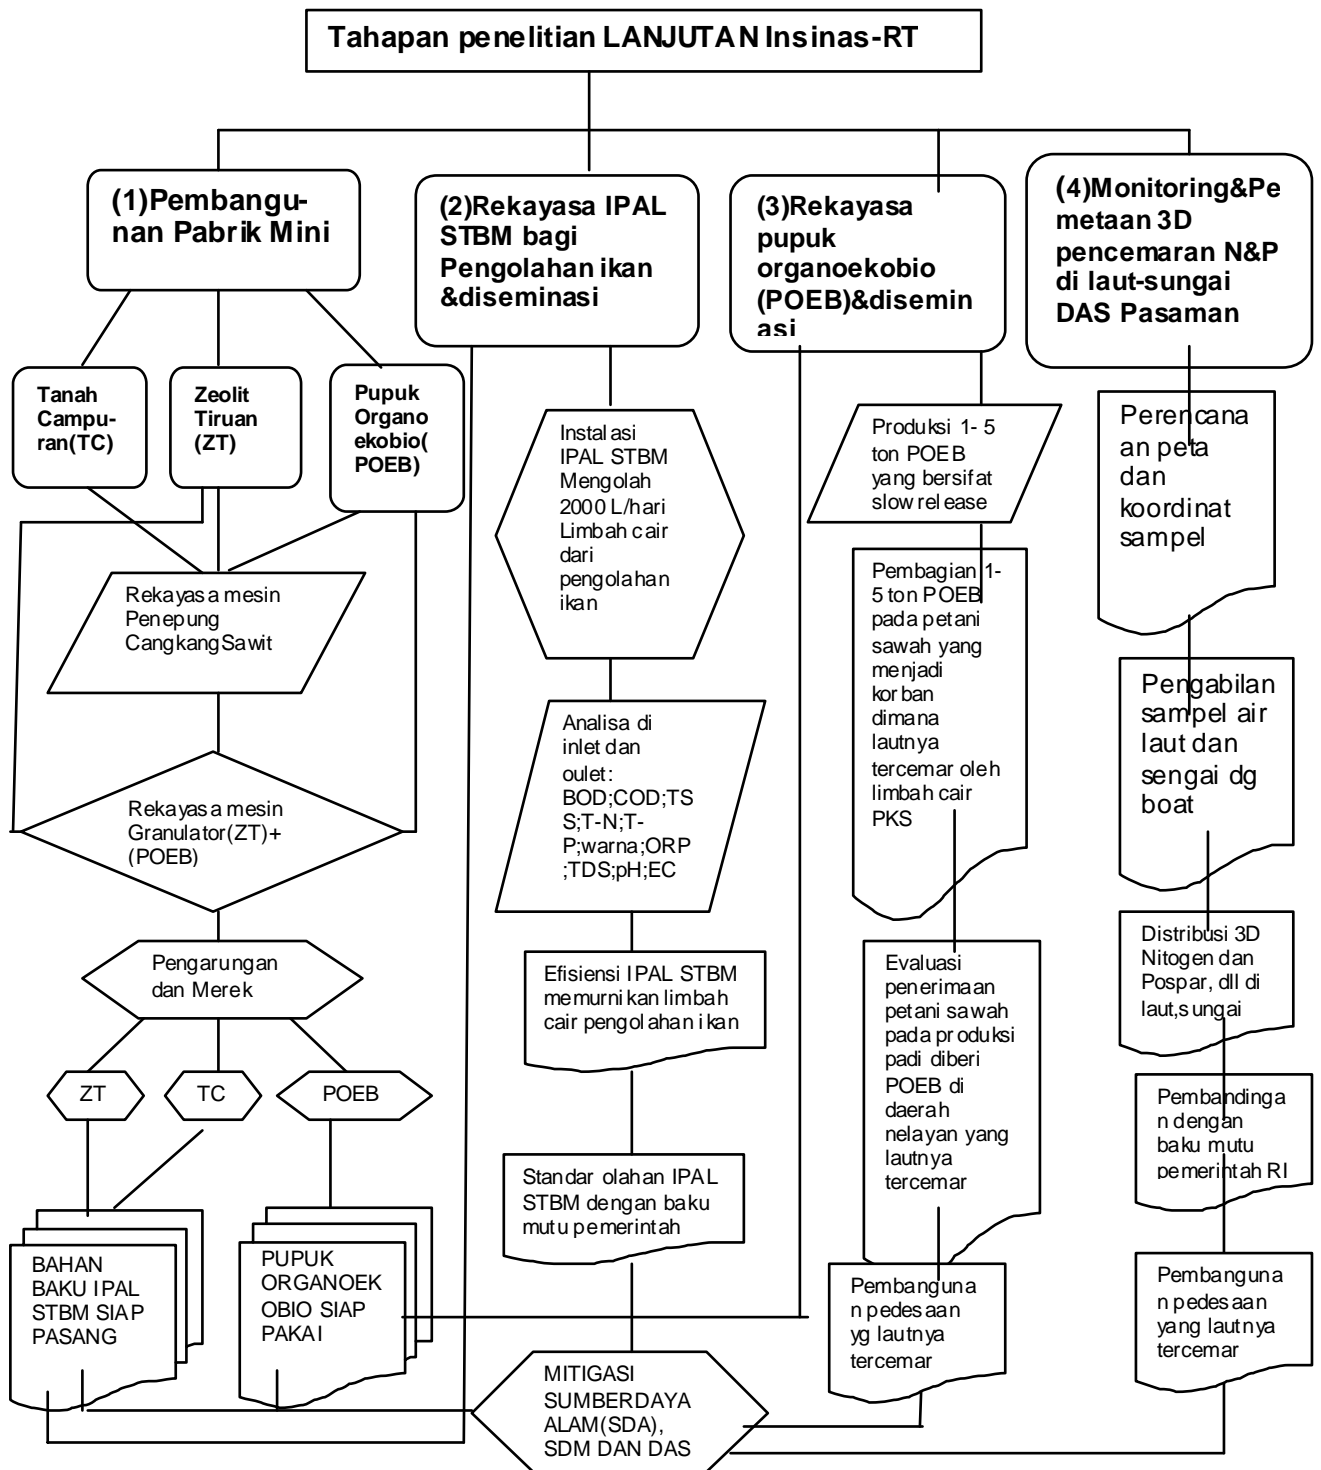 Tahapan penelitian LANJUTAN Insinas-RT
(1)Pembangu-
nan Pabrik Mini
(2)Rekayasa IPAL
STBM bagi
Pengolahan ikan
&diseminasi
(3)Rekayasa
pupuk
organoekobio
(POEB)&disemin
asi
(4)Monitoring&Pe
metaan 3D
pencemaran N&P
di laut-sungai
DAS Pasaman
Tanah
Campu-
ran(TC)
Zeolit
Tiruan
(ZT)
Pupuk
Organo
ekobio(
POEB)
Rekayasa mesin
Penepung
CangkangSawit
Rekayasa mesin
Granulator(ZT)+
(POEB)
Pengarungan
dan Merek
ZT
TC
POEB
BAHAN
BAKU IPAL
STBM SIAP
PASANG
PUPUK
ORGANOEK
OBIO SIAP
PAKAI
Instalasi
IPAL STBM
Mengolah
2000 L/hari
Limbah cair
dari
pengolahan
ikan
Analisa di
inlet dan
oulet:
BOD;COD;TS
S;T-N;T-
P;warna;ORP
;TDS;pH;EC
Efisiensi IPAL STBM
memurnikan limbah
cair pengolahan ikan
Standar olahan IPAL
STBM dengan baku
mutu pemerintah
MITIGASI
SUMBERDAYA
ALAM(SDA),
SDM DAN DAS
Produksi 1- 5
ton POEB
yang bersifat
slow release
Pembagian 1-
5 ton POEB
pada petani
sawah yang
menjadi
korban
dimana
lautnya
tercemar oleh
limbah cair
PKS
Evaluasi
penerimaan
petani sawah
pada produksi
padi diberi
POEB di
daerah
nelayan yang
lautnya
tercemar
Pembanguna
n pedesaan
yg lautnya
tercemar
Perencana
an peta
dan
koordinat
sampel
Pengabilan
sampel air
laut dan
sengai dg
boat
Distribusi 3D
Nitogen dan
Pospar, dll di
laut,sungai
Pembandinga
n dengan
baku mutu
pemerintah RI
Pembanguna
n pedesaan
yang lautnya
tercemar